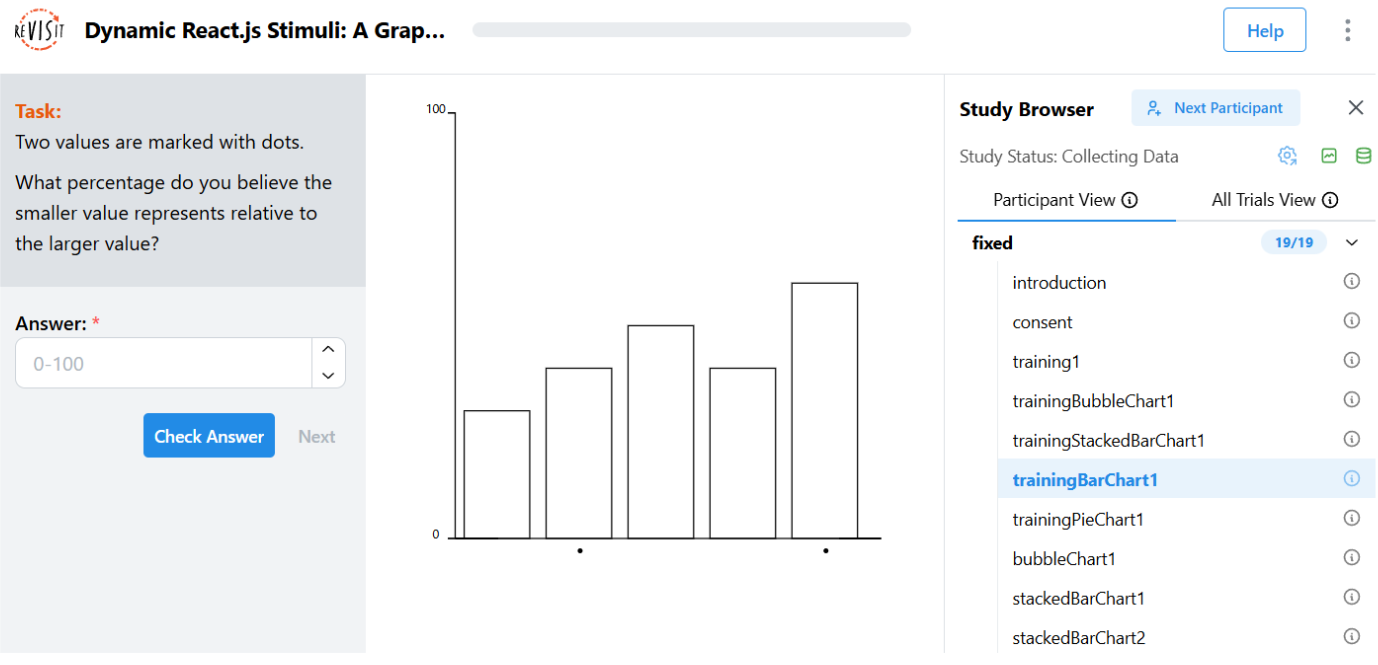 reVISit
Dynamic React.js Stimuli: A Grap...
Help
Task:
Two values are marked with dots.
What percentage do you believe the
smaller value represents relative to
the larger value?
Answer: *
0-100
Check Answer
Next
100
0
Study Browser
Next Participant
Study Status: Collecting Data
Participant View
All Trials View
fixed
19/19
introduction
consent
training1
trainingBubbleChart1
trainingStackedBarChart1
trainingBarChart1
trainingPieChart1
bubbleChart1
stackedBarChart1
stackedBarChart2